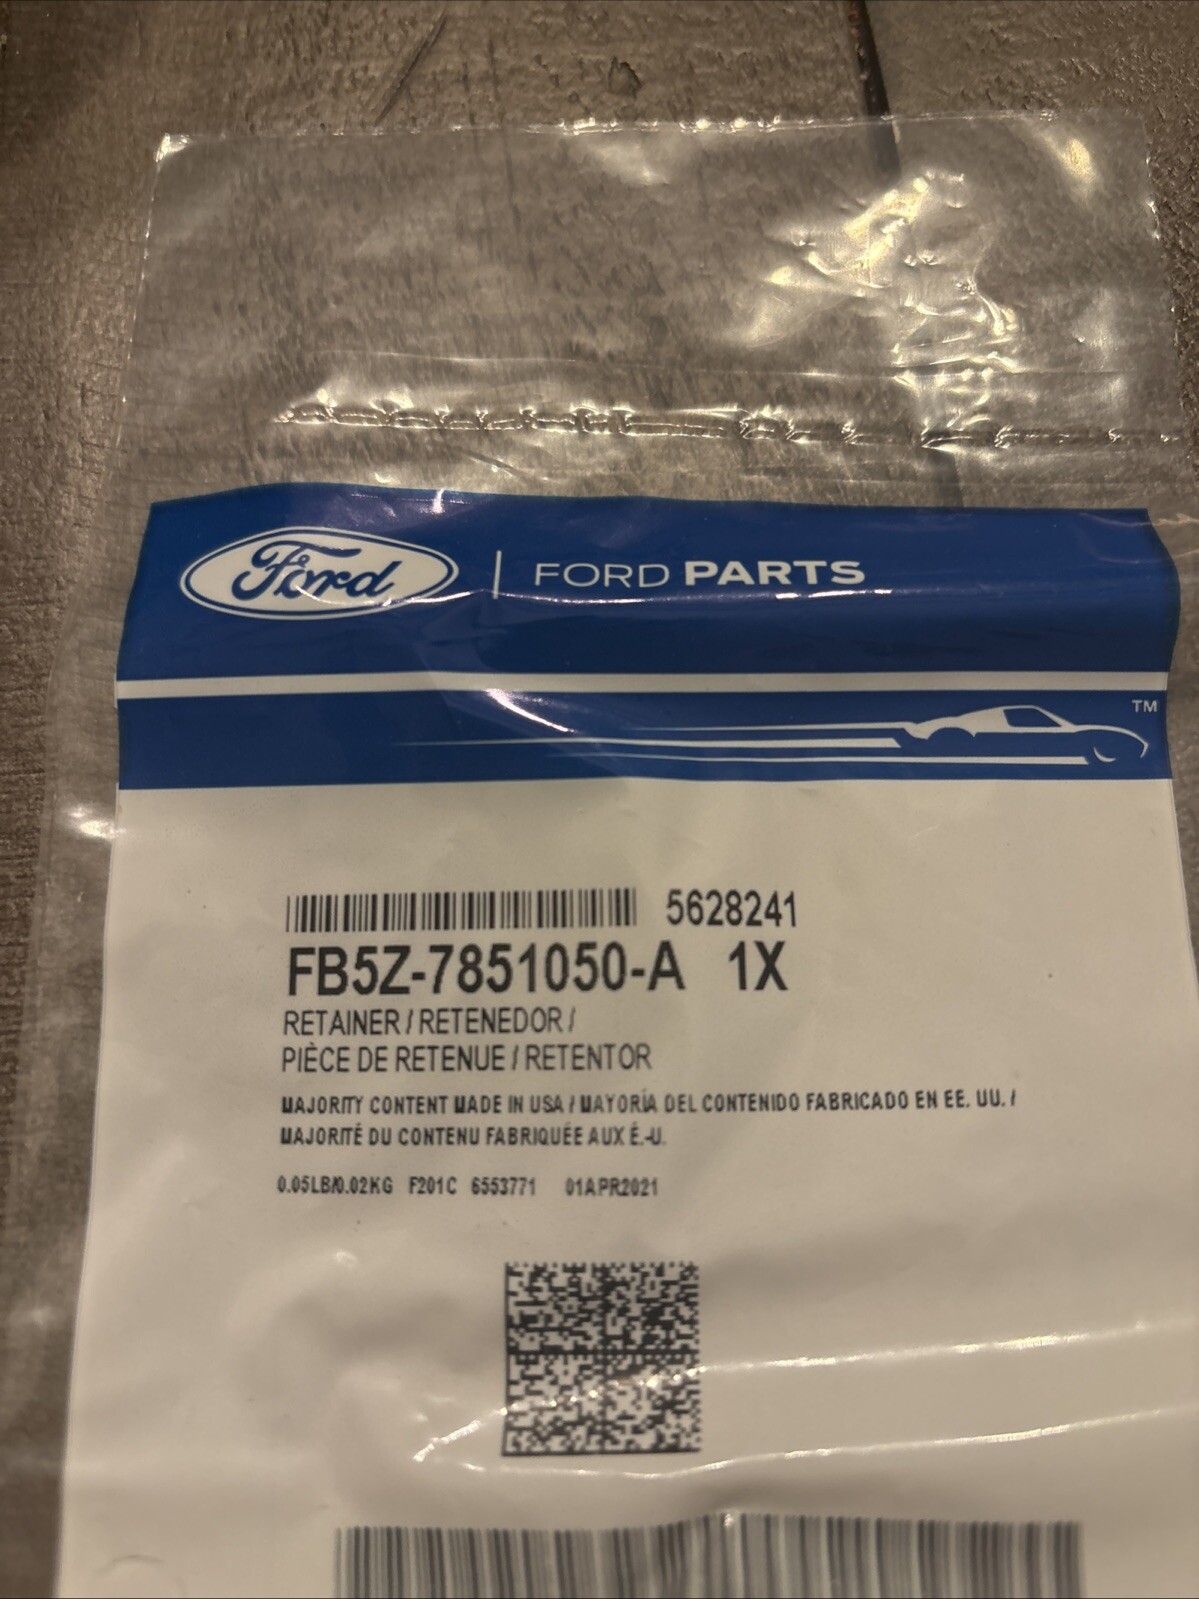 Ford | FORD PARTS
TM
5628241
FB5Z-7851050-A 1X
RETAINER / RETENEDOR /
PIÈCE DE RETENUE / RETENTOR
MAJORITY CONTENT MADE IN USA / MAYORÍA DEL CONTENIDO FABRICADO EN EE. UU. /
MAJORITÉ DU CONTENU FABRIQUÉE AUX É.-U.
0.05LB/0.02KG F201C 6553771 01APR2021